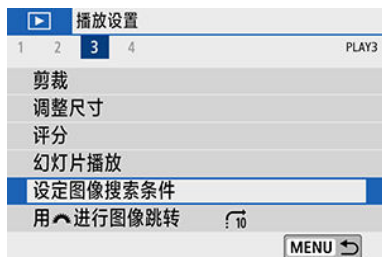 播放设置
1 2 3 4 PLAY3
剪裁
调整尺寸
评分
幻灯片播放
设定图像搜索条件
用进行图像跳转 10
MENU